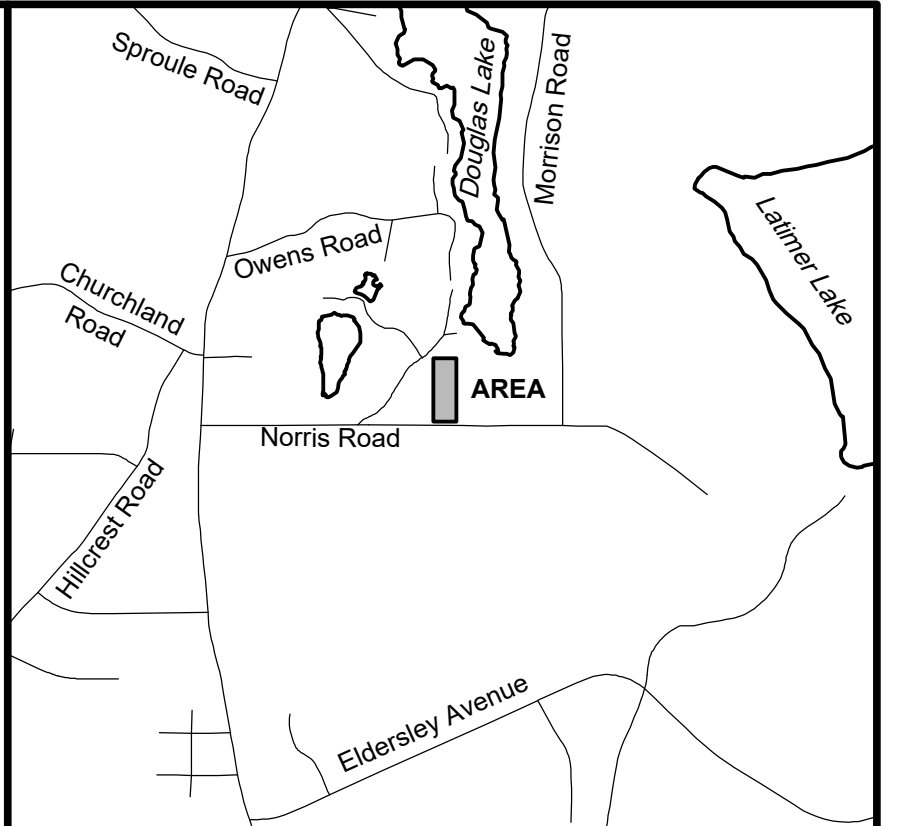 Sproule Road
Douglas Lake
Morrison Road
Latimer Lake
Owens Road
Churchland
Road
AREA
Norris Road
Hillcrest Road
Eldersley Avenue